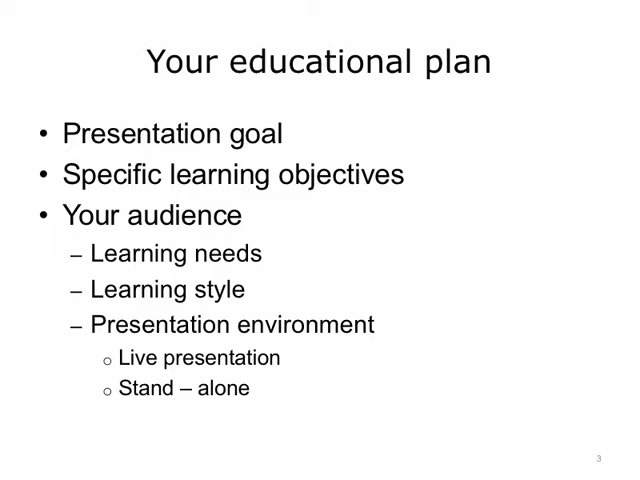 Your educational plan
• Presentation goal
• Specific learning objectives
• Your audience
– Learning needs
– Learning style
– Presentation environment
o Live presentation
o Stand – alone
3